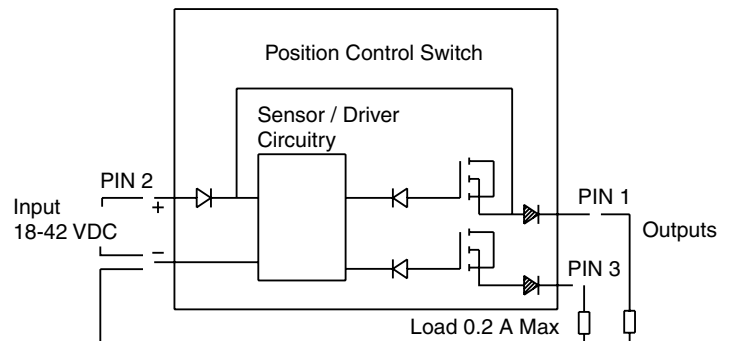 Position Control Switch
Sensor / Driver
Circuitry
PIN 2
+
Input
18-42 VDC
−
PIN 1
Outputs
PIN 3
Load 0.2 A Max